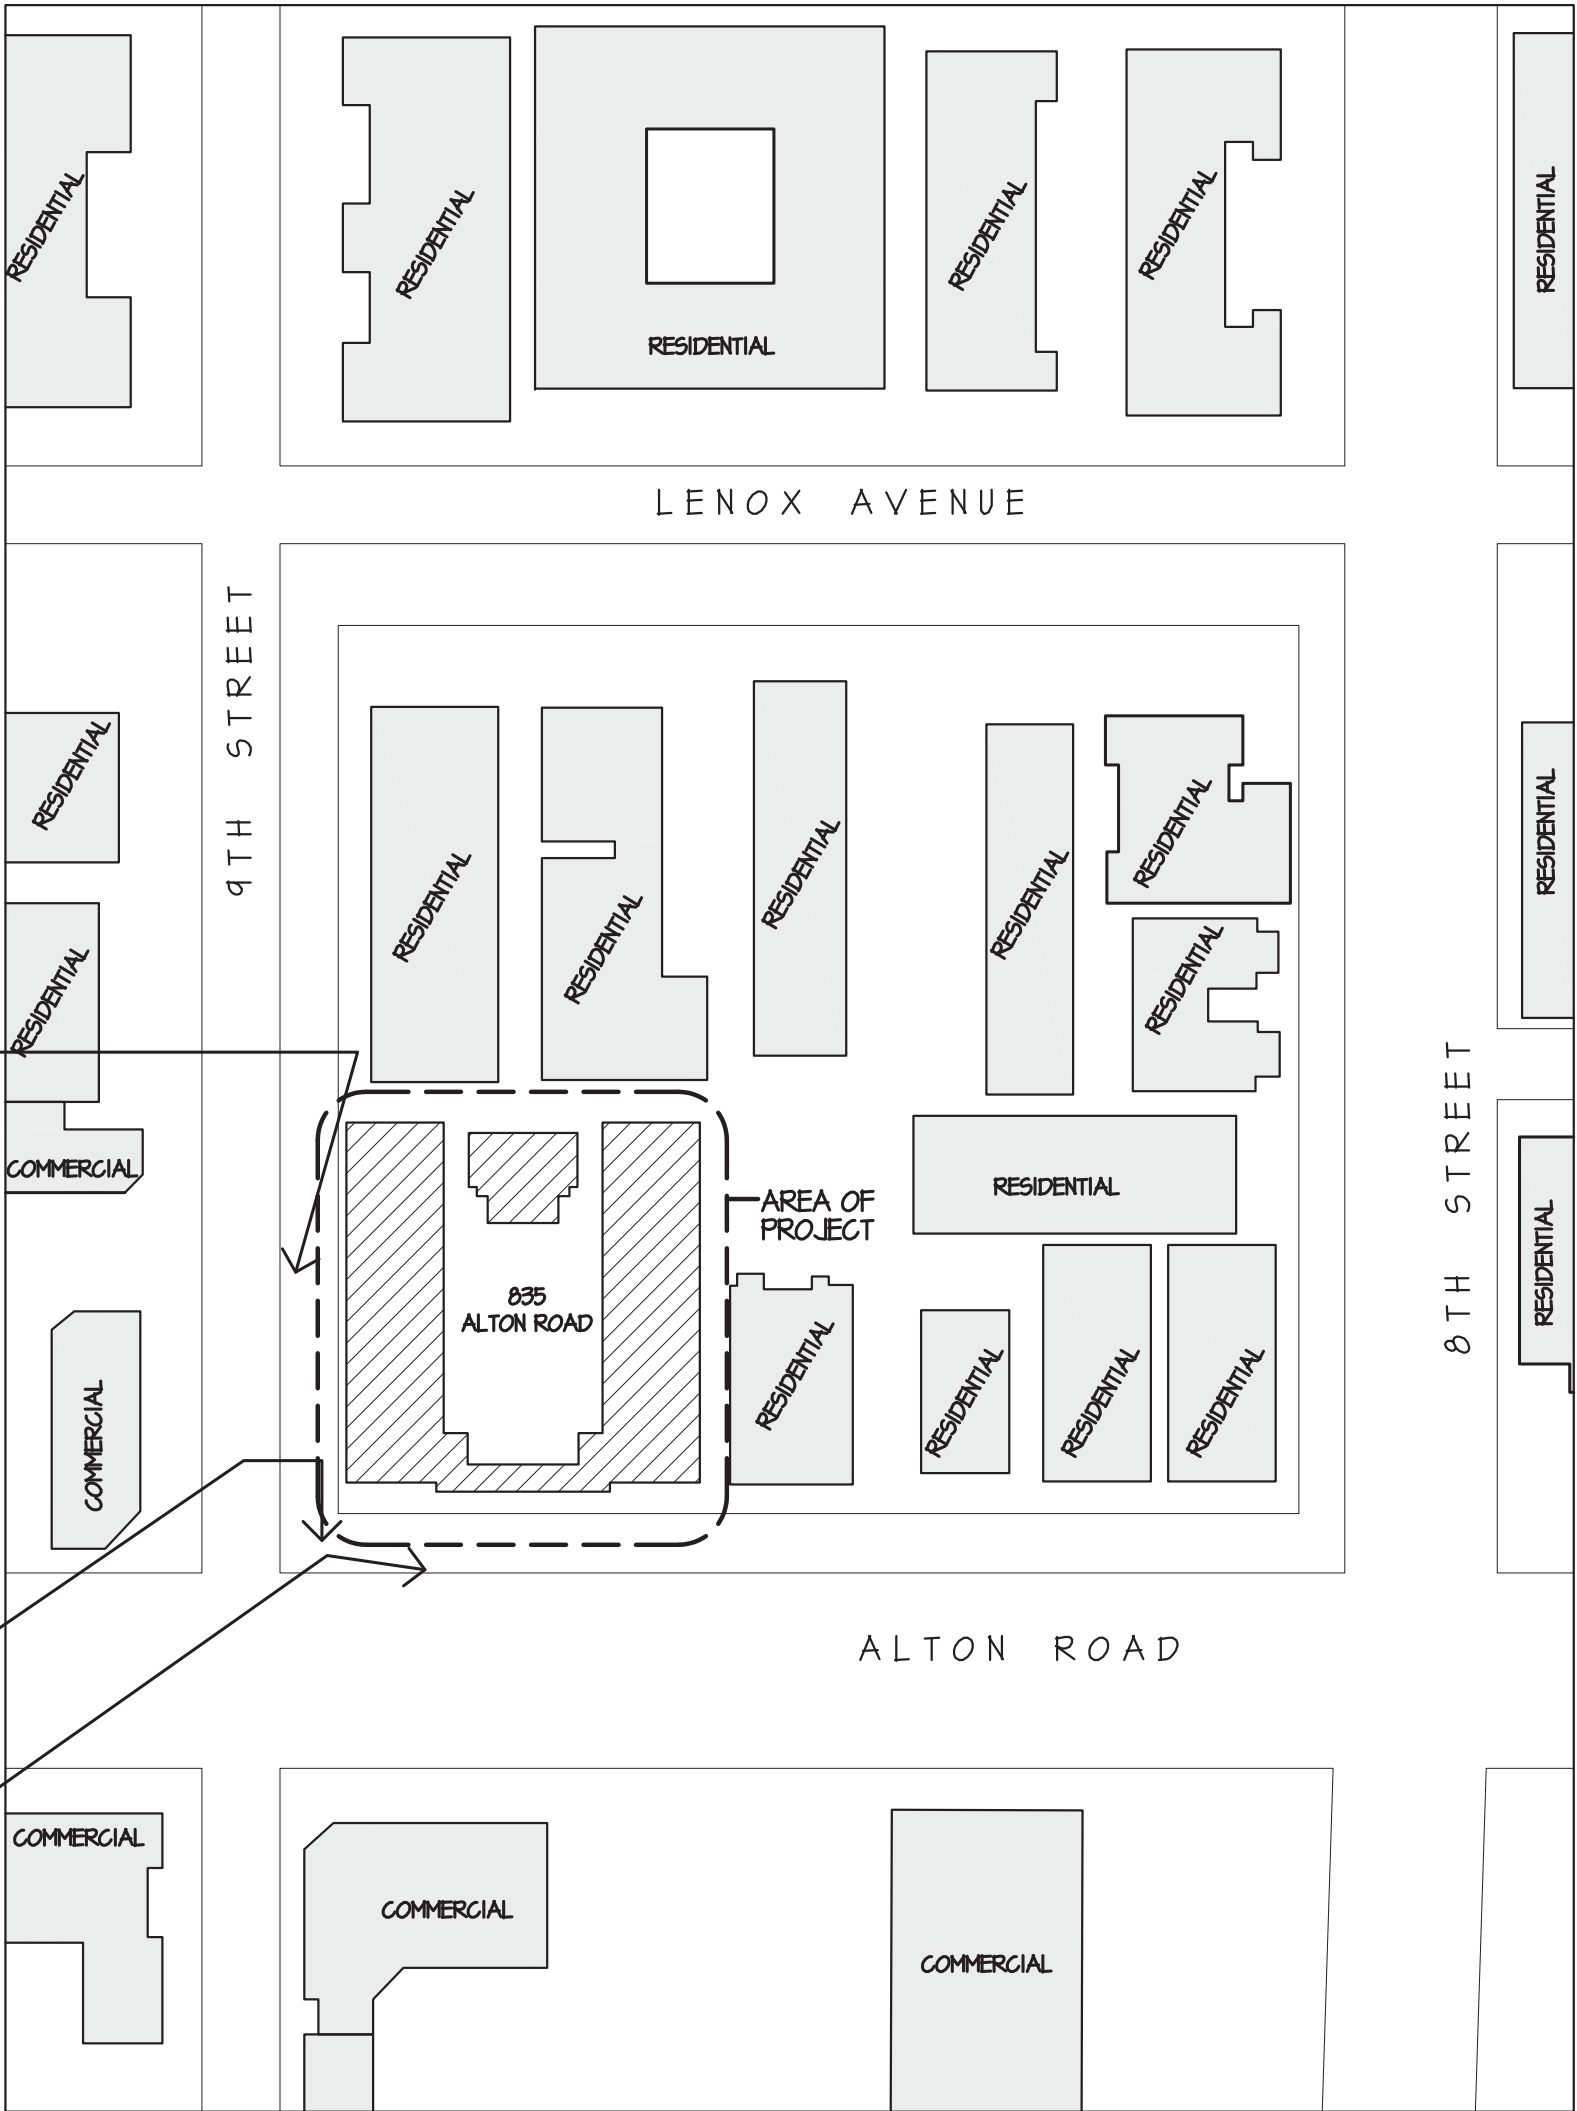 RESIDENTIAL
RESIDENTIAL
RESIDENTIAL
RESIDENTIAL
RESIDENTIAL
RESIDENTIAL
LENOX AVENUE
9TH STREET
RESIDENTIAL
RESIDENTIAL
RESIDENTIAL
RESIDENTIAL
RESIDENTIAL
RESIDENTIAL
RESIDENTIAL
RESIDENTIAL
RESIDENTIAL
RESIDENTIAL
COMMERCIAL
RESIDENTIAL
AREA OF
PROJECT
8TH STREET
RESIDENTIAL
835
ALTON ROAD
RESIDENTIAL
RESIDENTIAL
RESIDENTIAL
RESIDENTIAL
COMMERCIAL
ALTON ROAD
COMMERCIAL
COMMERCIAL
COMMERCIAL